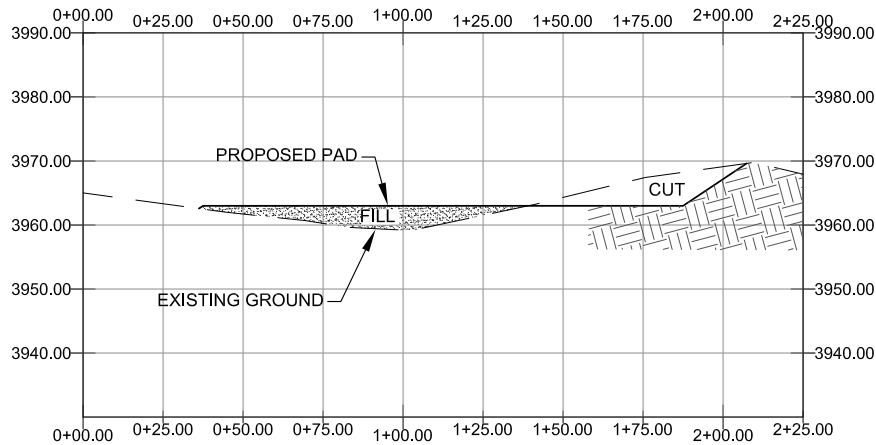 0+00.00 0+25.00 0+50.00 0+75.00 1+00.00 1+25.00 1+50.00 1+75.00 2+00.00 2+25.00
3990.00 3990.00
3980.00 3980.00
3970.00 3970.00
PROPOSED PAD
CUT
3960.00 3960.00
FILL
3950.00 3950.00
EXISTING GROUND
3940.00 3940.00
0+00.00 0+25.00 0+50.00 0+75.00 1+00.00 1+25.00 1+50.00 1+75.00 2+00.00 2+25.00